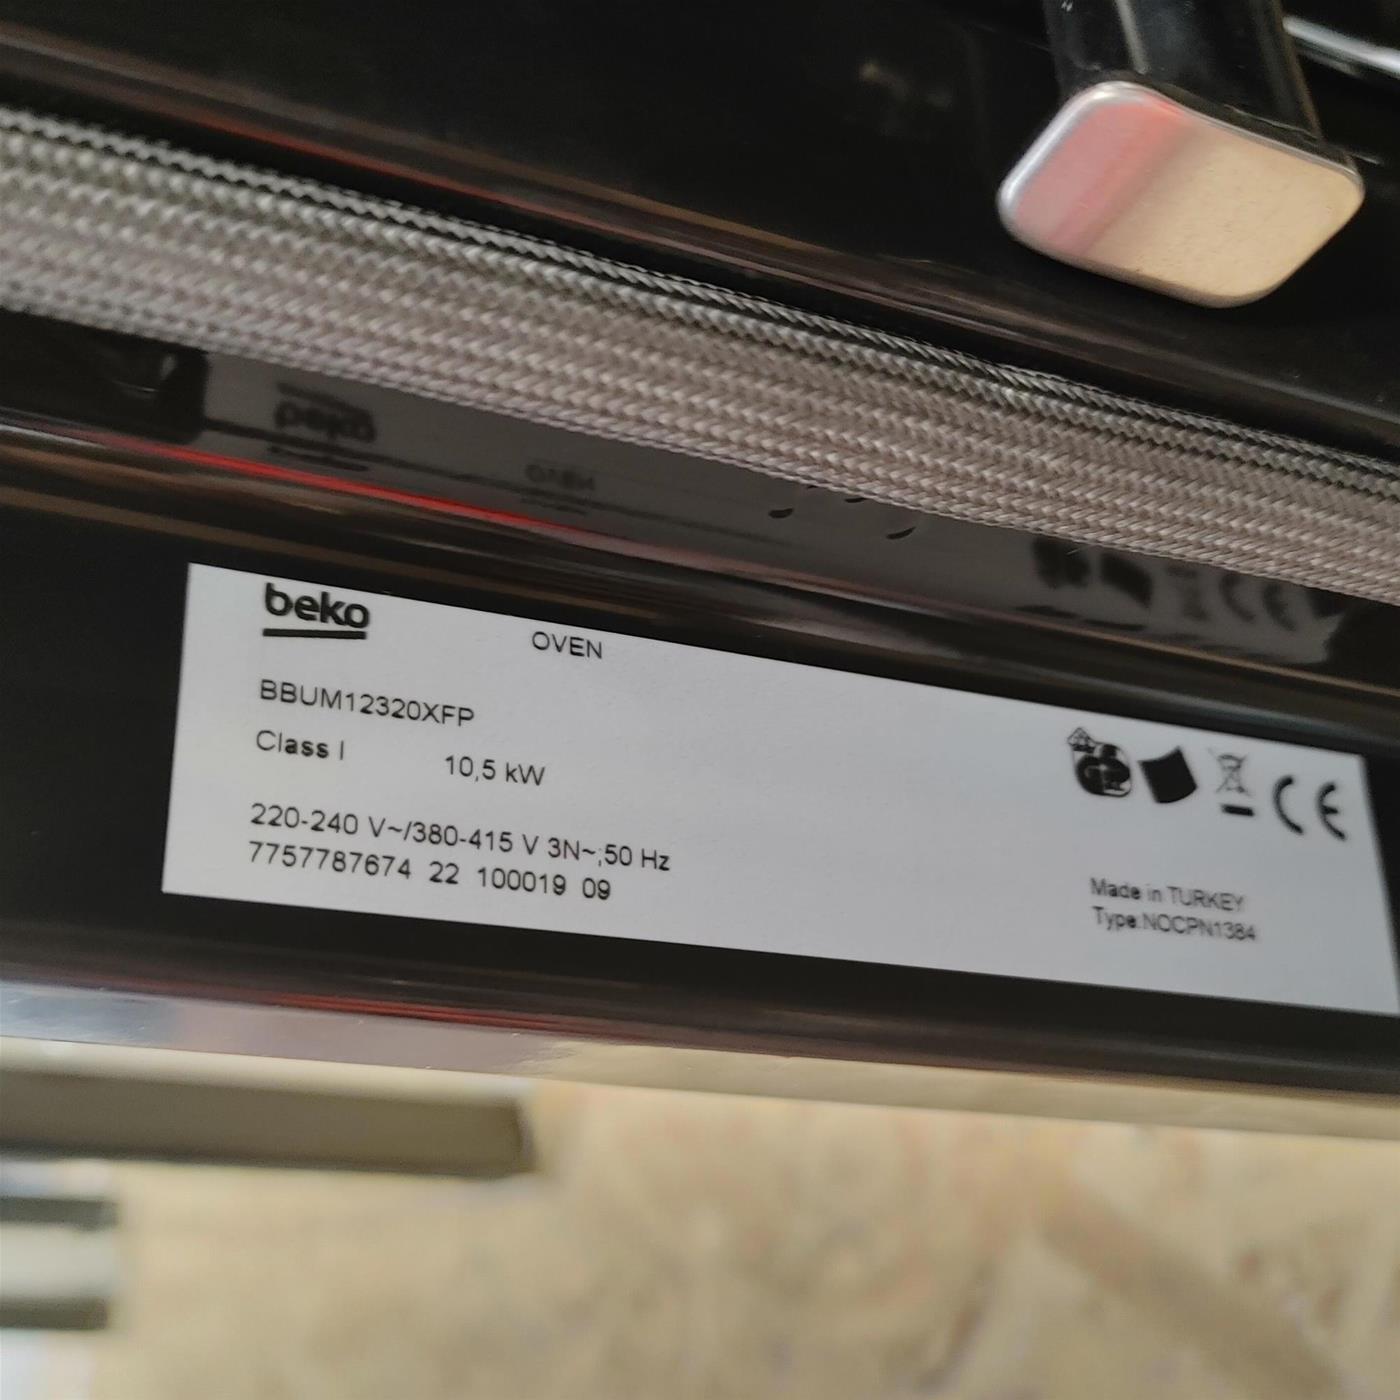 beko
OVEN
BBUM12320XFP
Class I 10,5 kW
220-240 V~/380-415 V 3N~;50 Hz
7757787674 22 100019 09
CE
Made in TURKEY
Type:NOCPN1384